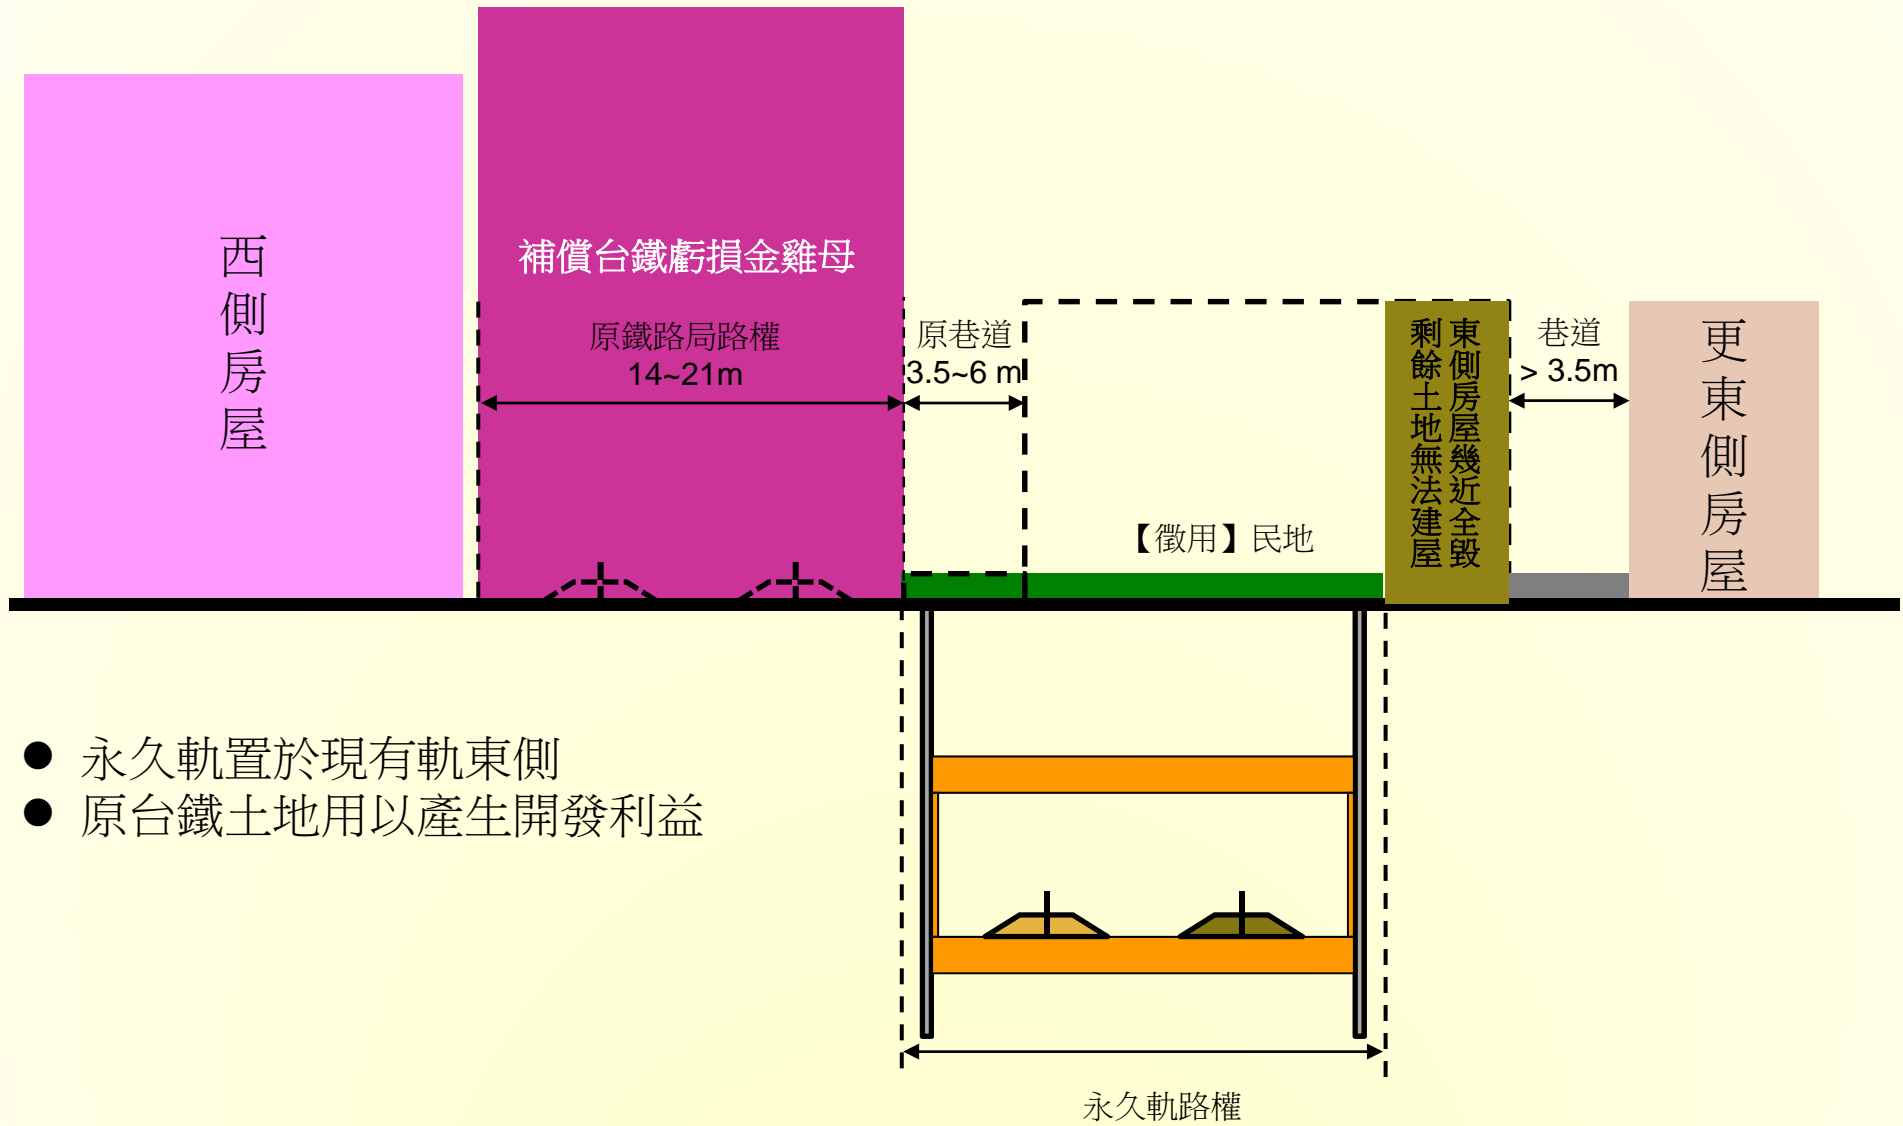 西側房屋
補償台鐵虧損金雞母
原鐵路局路權
14~21m
原巷道
3.5~6 m
【徵用】民地
東側房屋幾近全毀
剩餘土地無法建屋
巷道
> 3.5m
更東側房屋
● 永久軌置於現有軌東側
● 原台鐵土地用以產生開發利益
永久軌路權